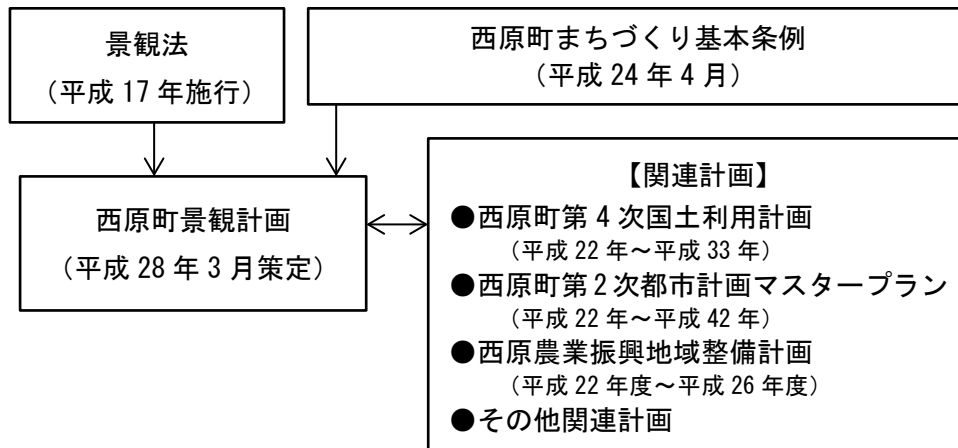 景観法
（平成 17 年施行）
西原町まちづくり基本条例
（平成 24 年 4 月）
西原町景観計画
（平成 28 年 3 月策定）
【関連計画】
●西原町第 4 次国土利用計画
（平成 22 年～平成 33 年）
●西原町第 2 次都市計画マスタープラン
（平成 22 年～平成 42 年）
●西原農業振興地域整備計画
（平成 22 年度～平成 26 年度）
●その他関連計画